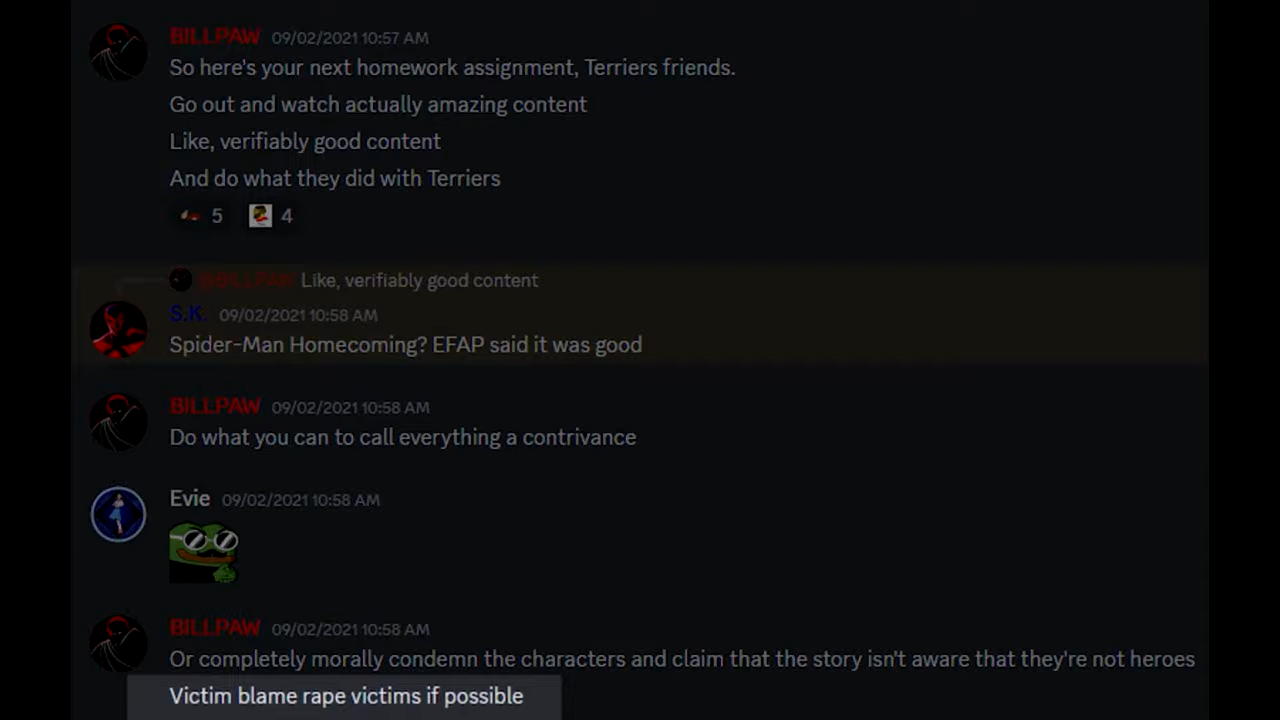 BILLPAW 09/02/2021 10:57 AM
So here's your next homework assignment, Terriers friends.
Go out and watch actually amazing content
Like, verifiably good content
And do what they did with Terriers
5 4
@BILLPAW Like, verifiably good content
S.K. 09/02/2021 10:58 AM
Spider-Man Homecoming? EFAP said it was good
BILLPAW 09/02/2021 10:58 AM
Do what you can to call everything a contrivance
Evie 09/02/2021 10:58 AM
BILLPAW 09/02/2021 10:58 AM
Or completely morally condemn the characters and claim that the story isn't aware that they're not heroes
Victim blame rape victims if possible